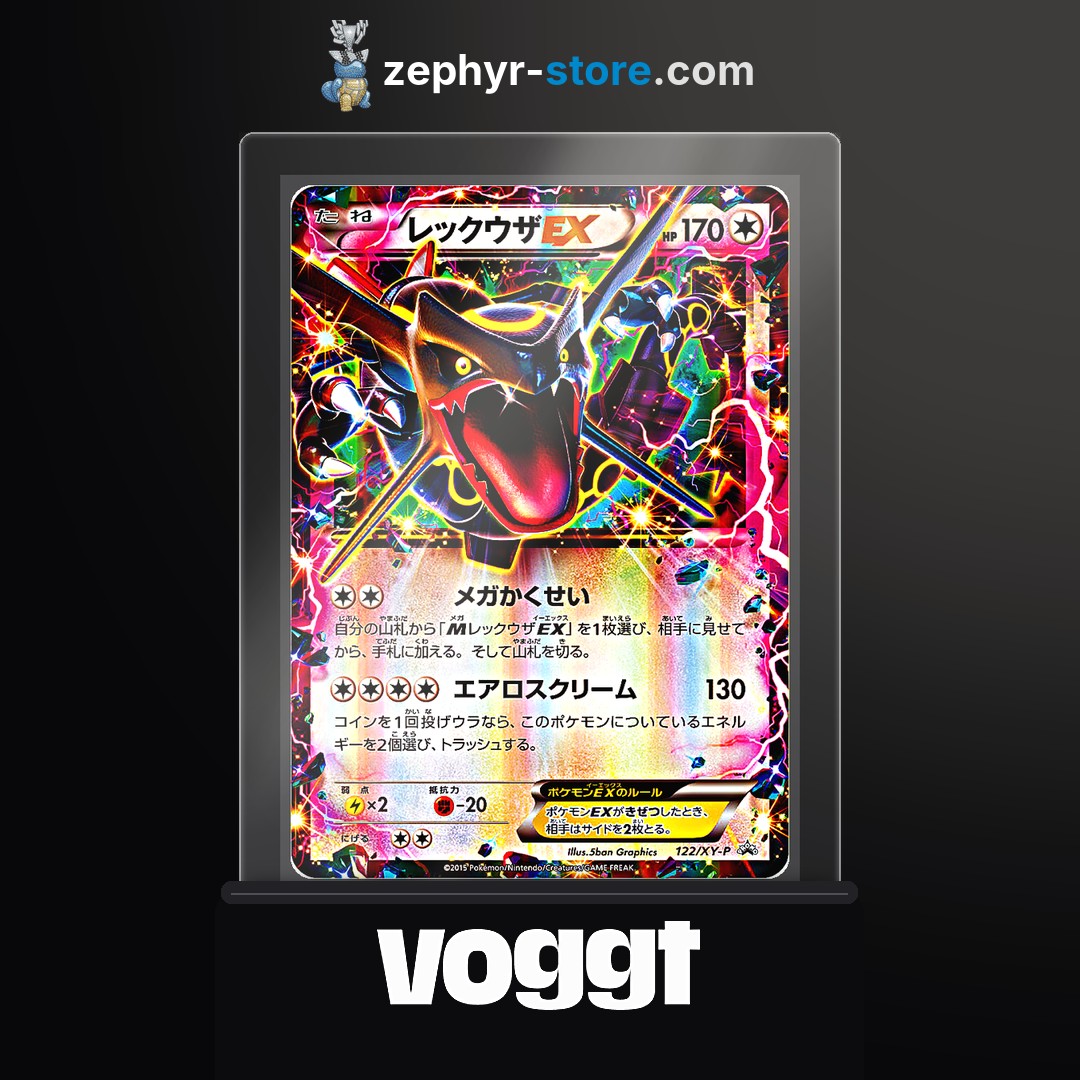 zephyr-store.com
たね レックウザEX HP170
メガかくせい
自分の山札から「MレックウザEX」を1枚選び、相手に見せて
から、手札に加える。そして山札を切る。
エアロスクリーム 130
コインを1回投げウラなら、このポケモンについているエネル
ギーを2個選び、トラッシュする。
弱点 抵抗力
×2 -20
にげる
ポケモンEXのルール
ポケモンEXがきぜつしたとき、
相手はサイドを2枚とる。
Illus.5ban Graphics 122/XY-P
©2015 Pokémon/Nintendo/Creatures/GAME FREAK.
voggt